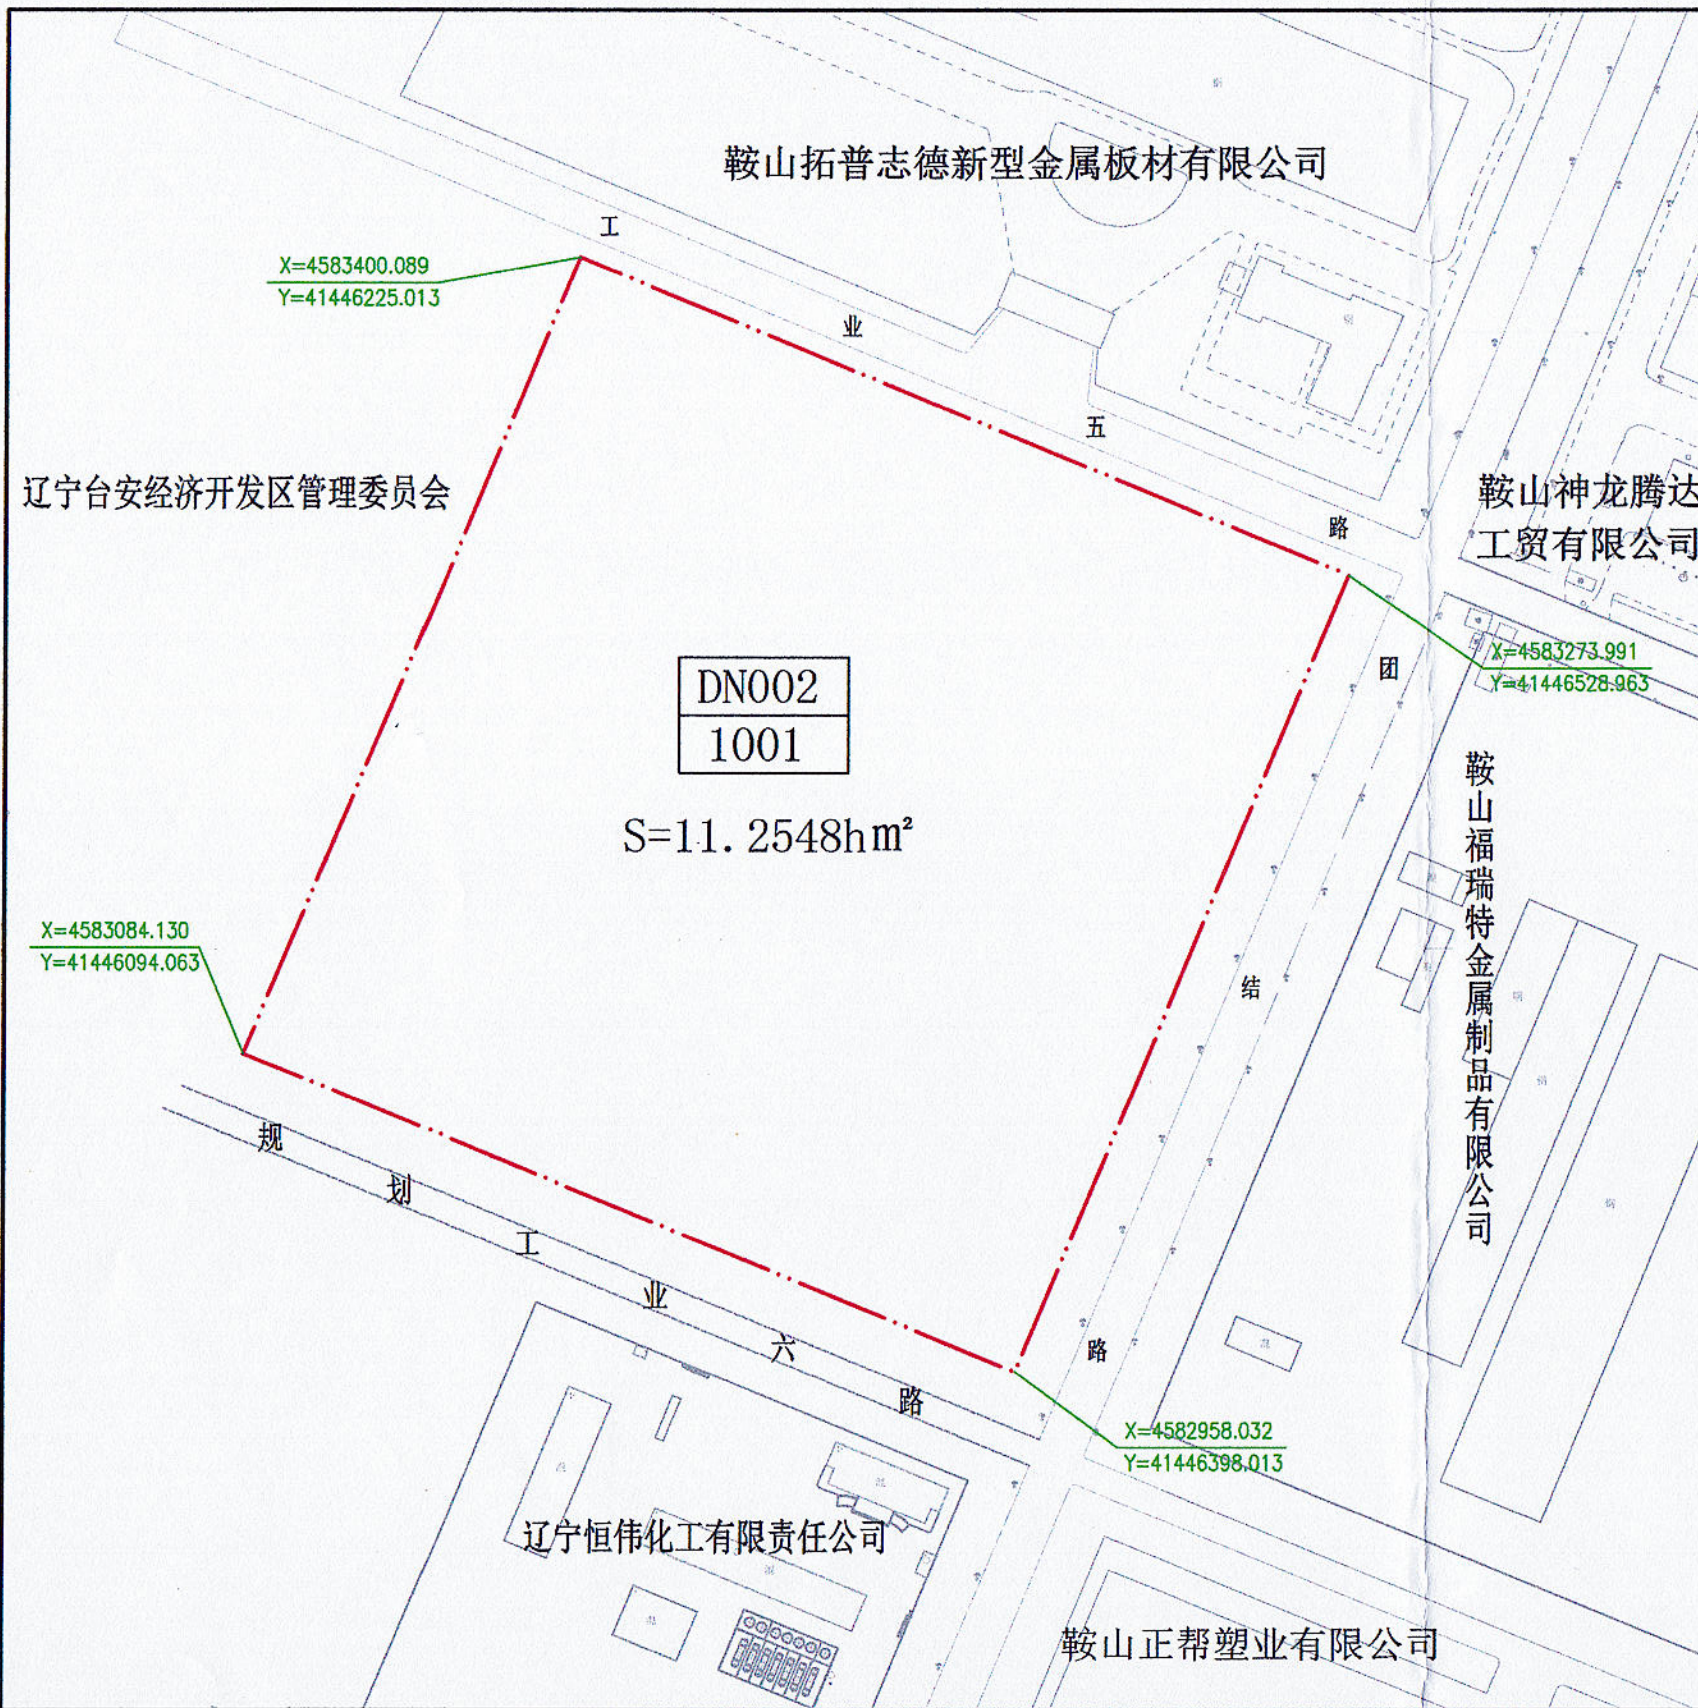 鞍山拓普志德新型金属板材有限公司
工业五路
X=4583400.089
Y=41446225.013
辽宁台安经济开发区管理委员会
鞍山神龙腾达
工贸有限公司
X=4583273.991
Y=41446528.963
DN002
1001
S=11.2548hm²
团结路
鞍山福瑞特金属制品有限公司
X=4583084.130
Y=41446094.063
规划工业六路
X=4582958.032
Y=41446398.013
辽宁恒伟化工有限责任公司
鞍山正帮塑业有限公司